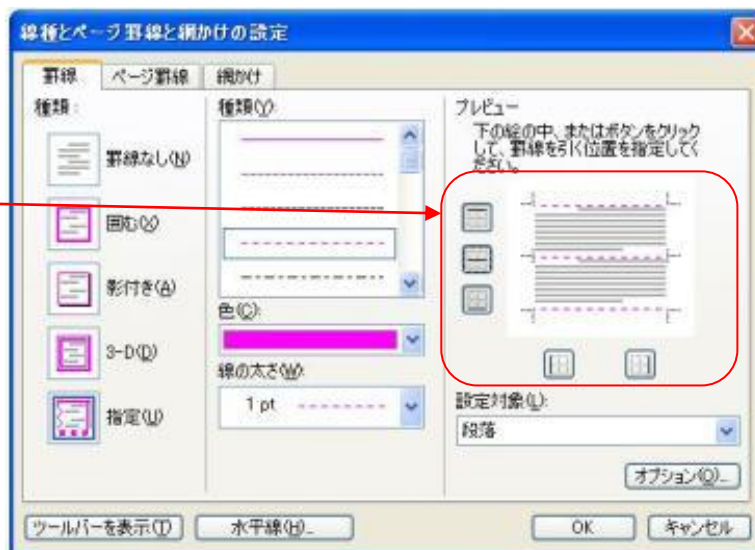 線種とページ罫線と網かけの設定
罫線 ページ罫線 網かけ
種類:
罫線なし(N)
囲む(X)
影付き(A)
3-D(D)
指定(U)
種類(Y):
色(C):
線の太さ(W):
1 pt
プレビュー
下の絵の中、またはボタンをクリック
して、罫線を引く位置を指定してく
ださい。
設定対象(L):
段落
オプション(O)...
ツールバーを表示(T) 水平線(H)... OK キャンセル